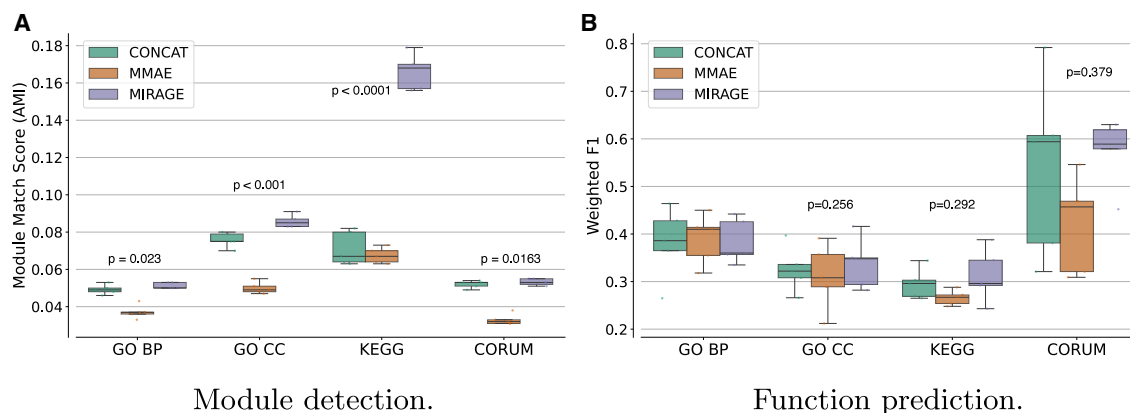 A
Module Match Score (AMI)
0.18
0.16
0.14
0.12
0.10
0.08
0.06
0.04
CONCAT
MMAE
MIRAGE
p < 0.0001
p < 0.001
p = 0.023
p = 0.0163
GO BP
GO CC
KEGG
CORUM
Module detection.
B
Weighted F1
0.8
0.7
0.6
0.5
0.4
0.3
0.2
CONCAT
MMAE
MIRAGE
p=0.379
p=0.256
p=0.292
GO BP
GO CC
KEGG
CORUM
Function prediction.